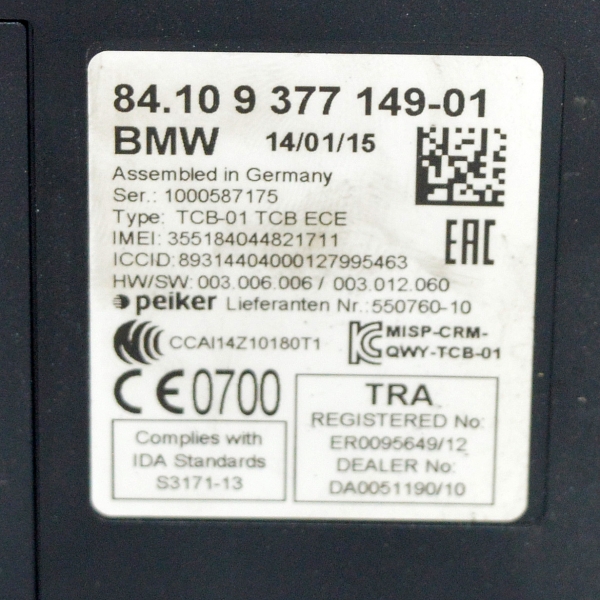 84.10 9 377 149-01
BMW 14/01/15
Assembled in Germany
Ser.: 1000587175
Type: TCB-01 TCB ECE
IMEI: 355184044821711
ICCID: 89314404000127995463
HW/SW: 003.006.006 / 003.012.060
peiker Lieferanten Nr.:550760-10
EAC
CCAI14Z10180T1
MISP-CRM-
QWY-TCB-01
CE0700
Complies with
IDA Standards
S3171-13
TRA
REGISTERED No:
ER0095649/12
DEALER No:
DA0051190/10